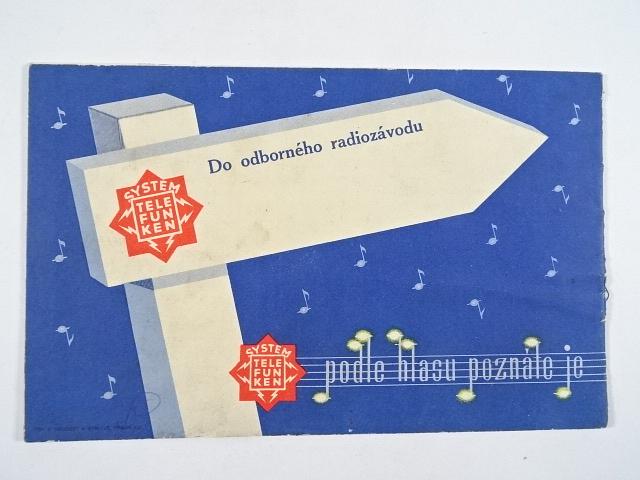 Do odborného radiozávodu
SYSTEM
TELE
FUN
KEN
SYSTEM
TELE
FUN
KEN
podle hlasu poznáte je